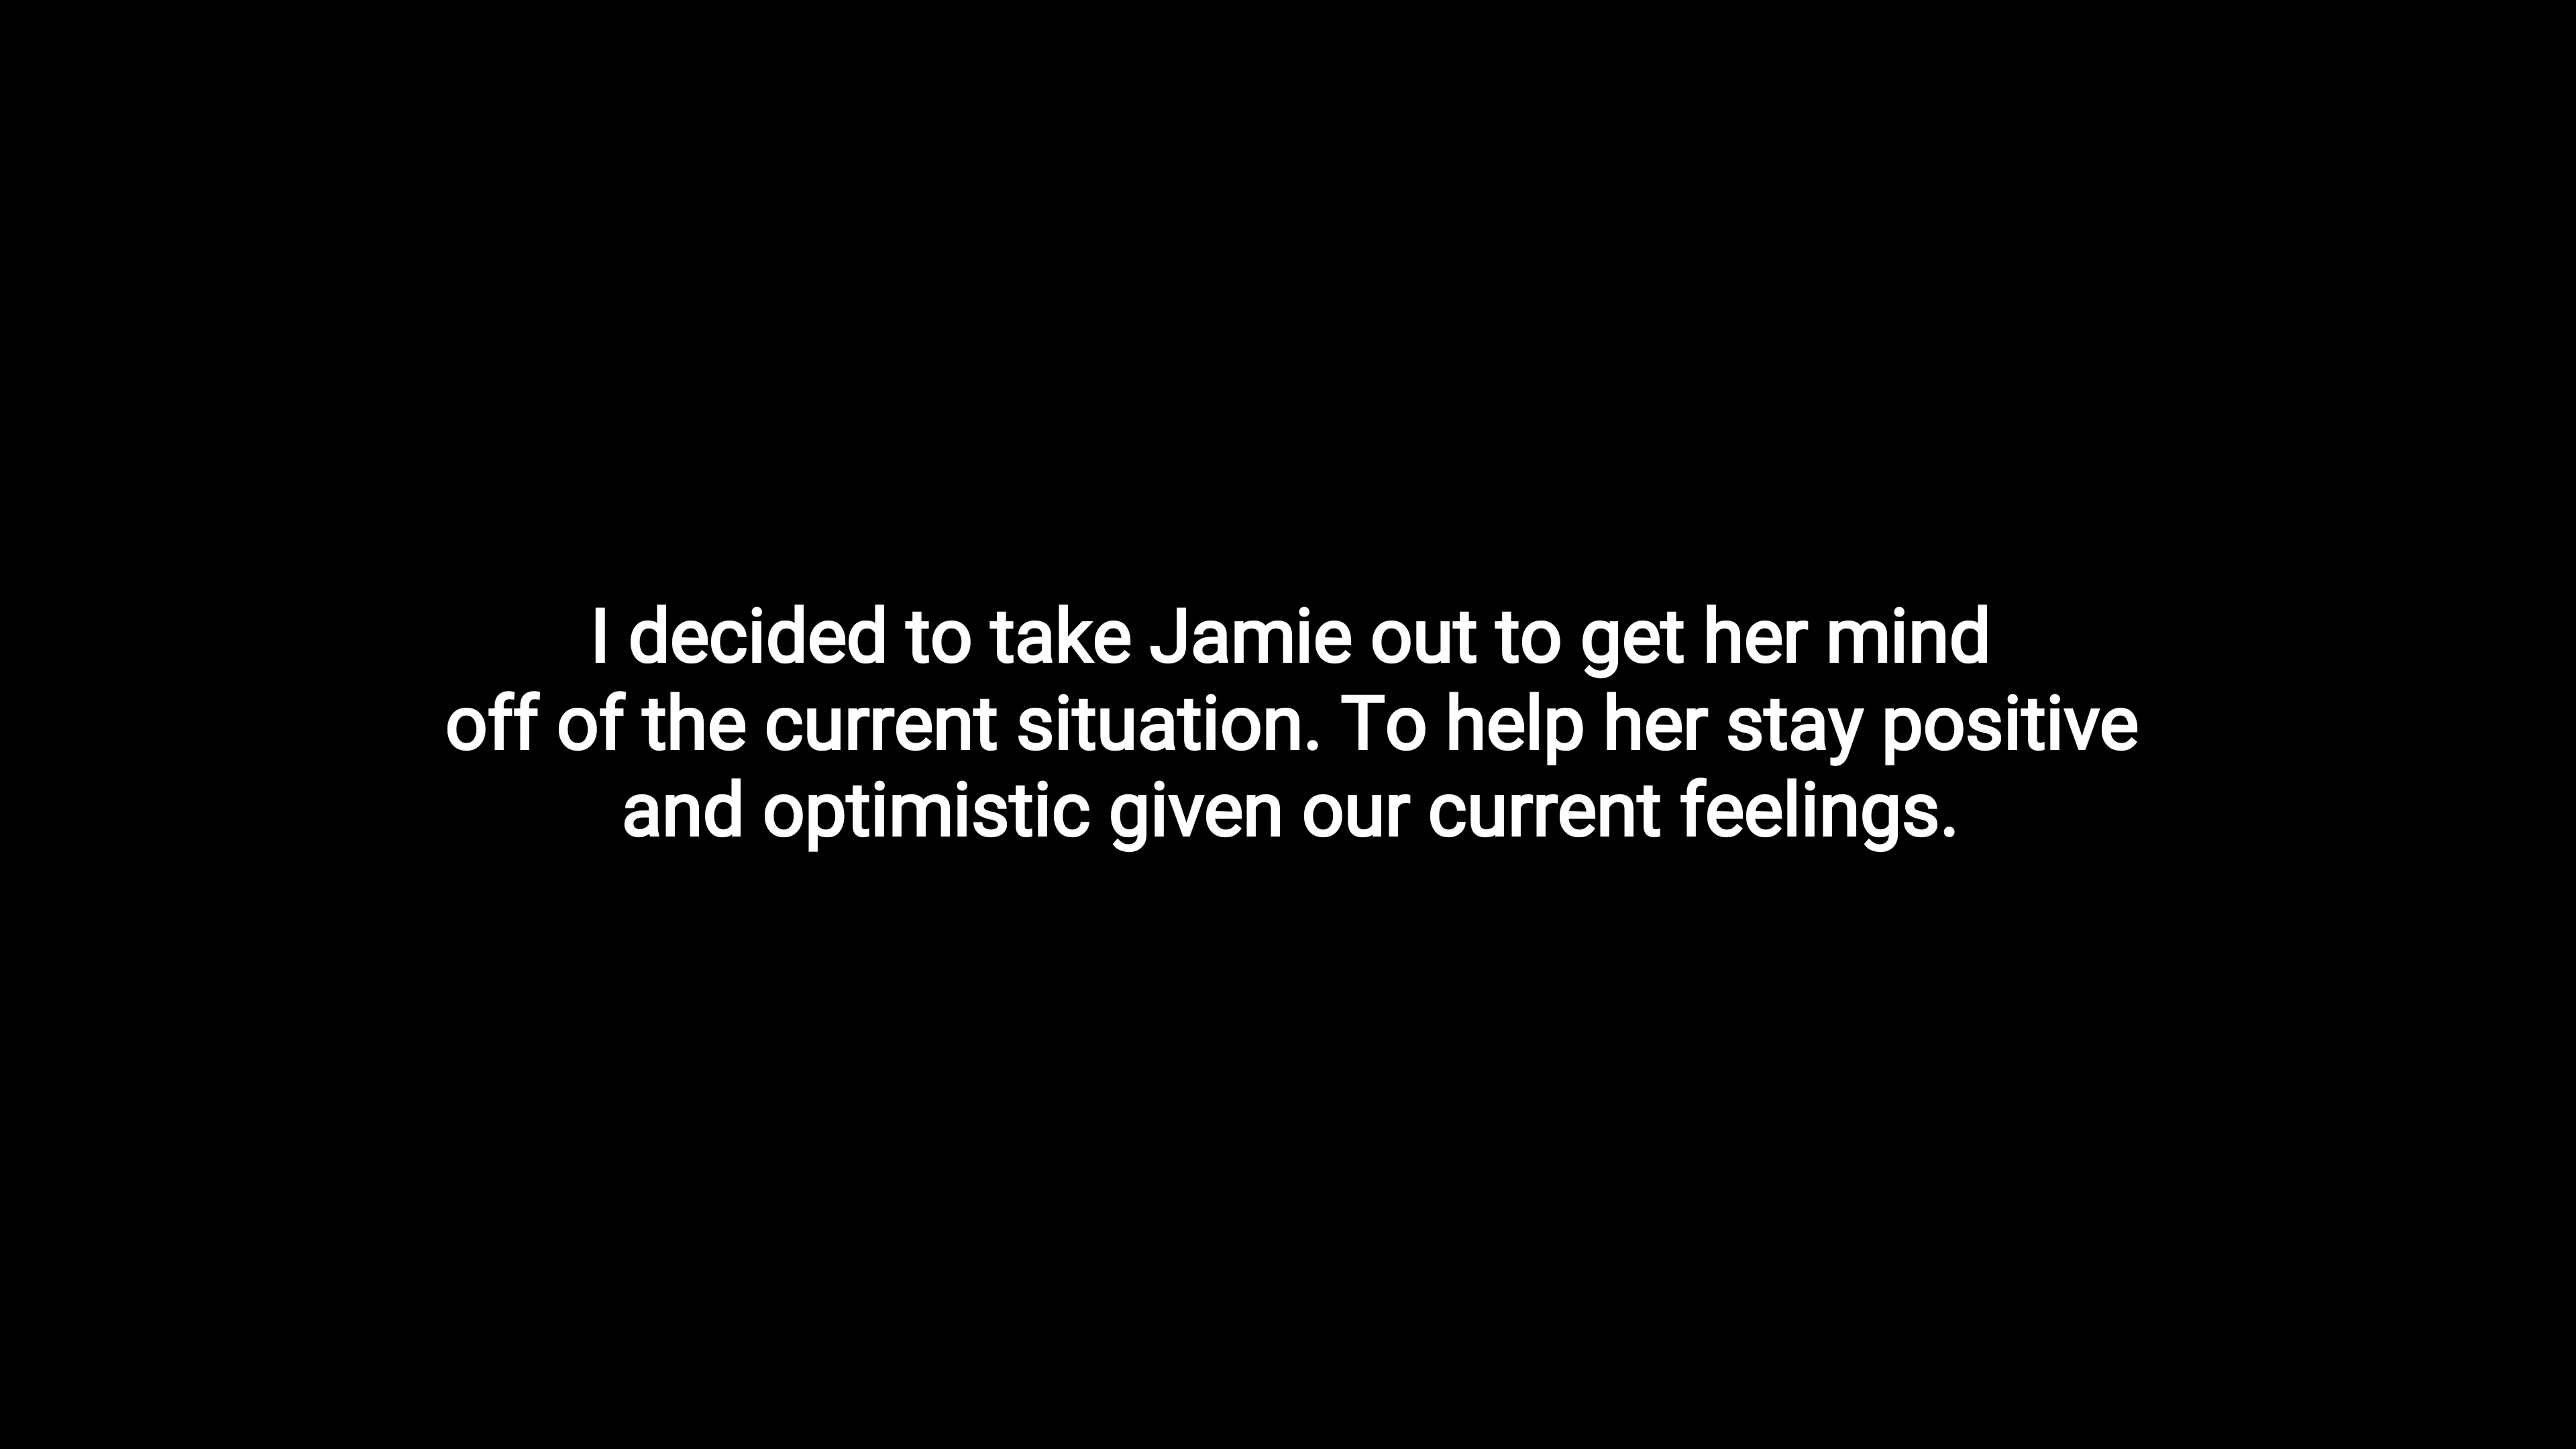 I decided to take Jamie out to get her mind
off of the current situation. To help her stay positive
and optimistic given our current feelings.